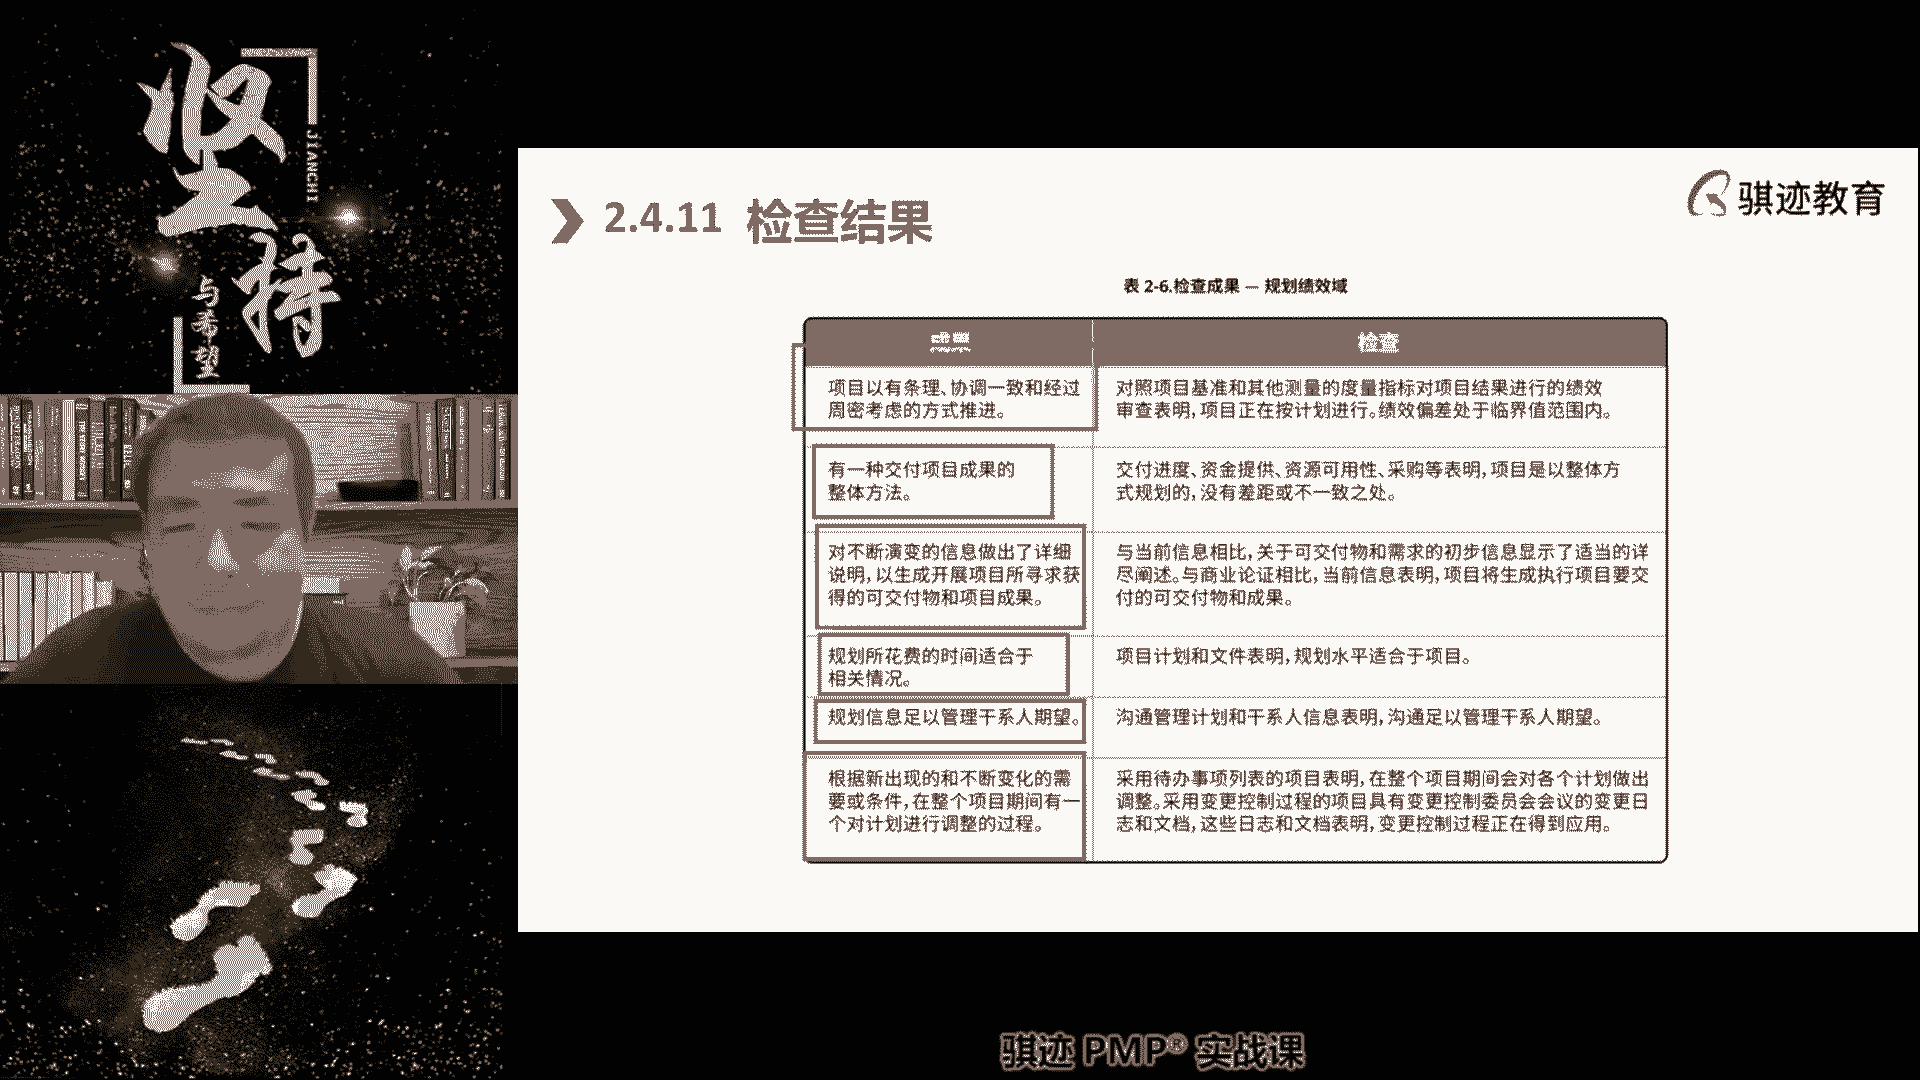 坚持
JIANCHI
与希望
骐迹教育
2.4.11 检查结果
表 2-6.检查成果 — 规划绩效域
成果
检查
项目以有条理、协调一致和经过
周密考虑的方式推进。
对照项目基准和其他测量的度量指标对项目结果进行的绩效
审查表明,项目正在按计划进行。绩效偏差处于临界值范围内。
有一种交付项目成果的
整体方法。
交付进度、资金提供、资源可用性、采购等表明,项目是以整体方
式规划的,没有差距或不一致之处。
对不断演变的信息做出了详细
说明,以生成开展项目所寻求获
得的可交付物和项目成果。
与当前信息相比,关于可交付物和需求的初步信息显示了适当的详
尽阐述。与商业论证相比,当前信息表明,项目将生成执行项目要交
付的可交付物和成果。
规划所花费的时间适合于
相关情况。
项目计划和文件表明,规划水平适合于项目。
规划信息足以管理干系人期望。
沟通管理计划和干系人信息表明,沟通足以管理干系人期望。
根据新出现的和不断变化的需
要或条件,在整个项目期间有一
个对计划进行调整的过程。
采用待办事项列表的项目表明,在整个项目期间会对各个计划做出
调整。采用变更控制过程的项目具有变更控制委员会会议的变更日
志和文档,这些日志和文档表明,变更控制过程正在得到应用。
骐迹 PMP® 实战课